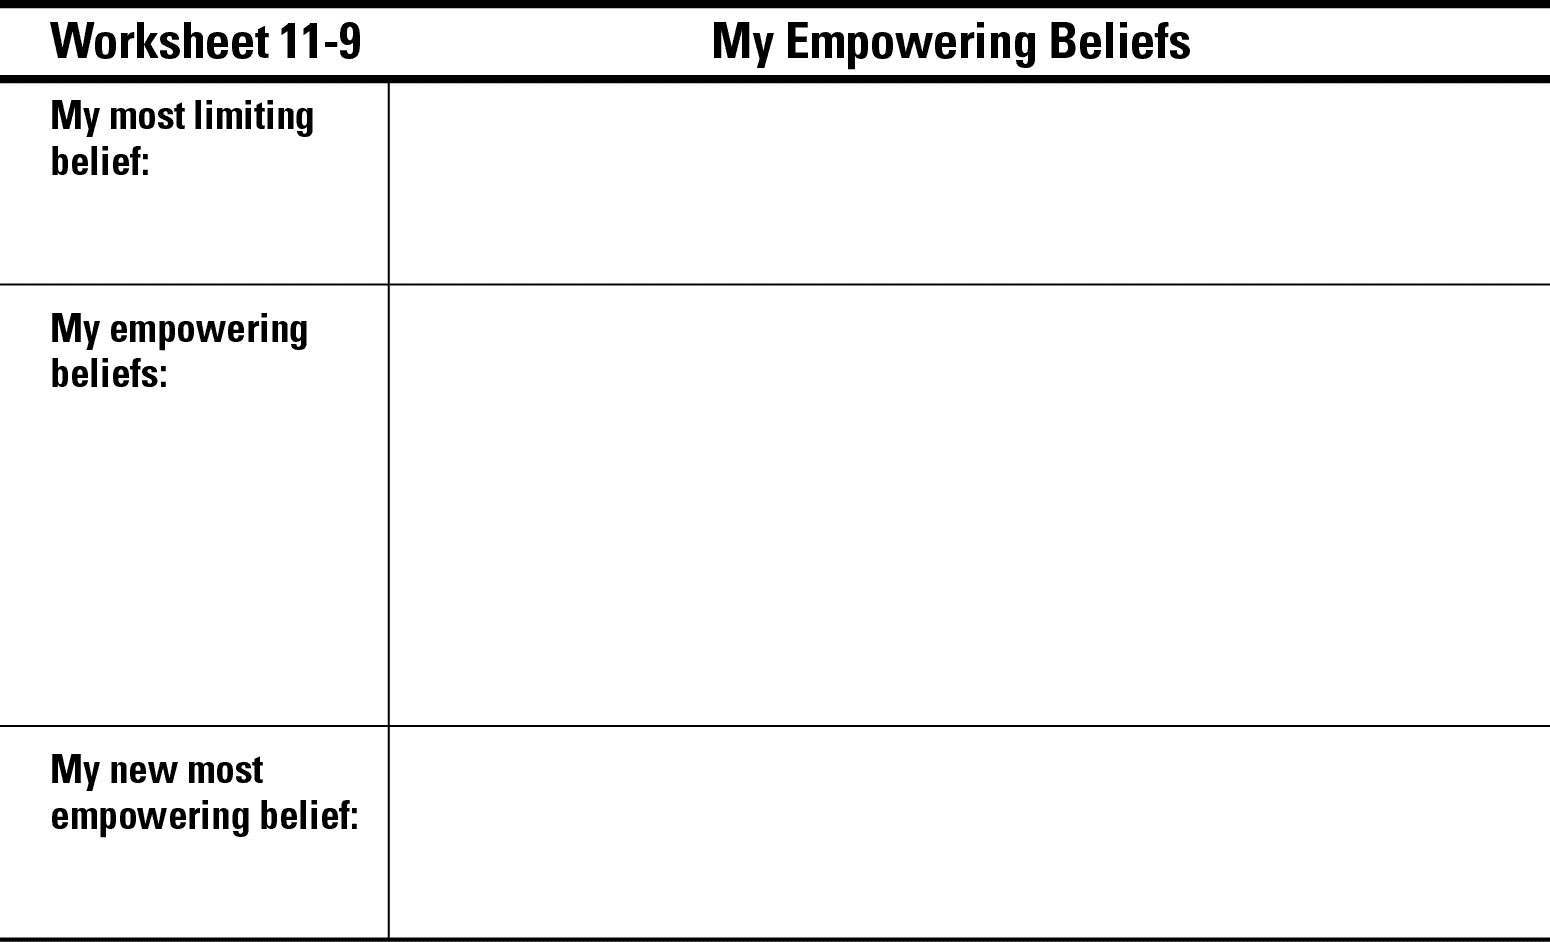 Worksheet 11-9 My Empowering Beliefs
My most limiting
belief:
My empowering
beliefs:
My new most
empowering belief: